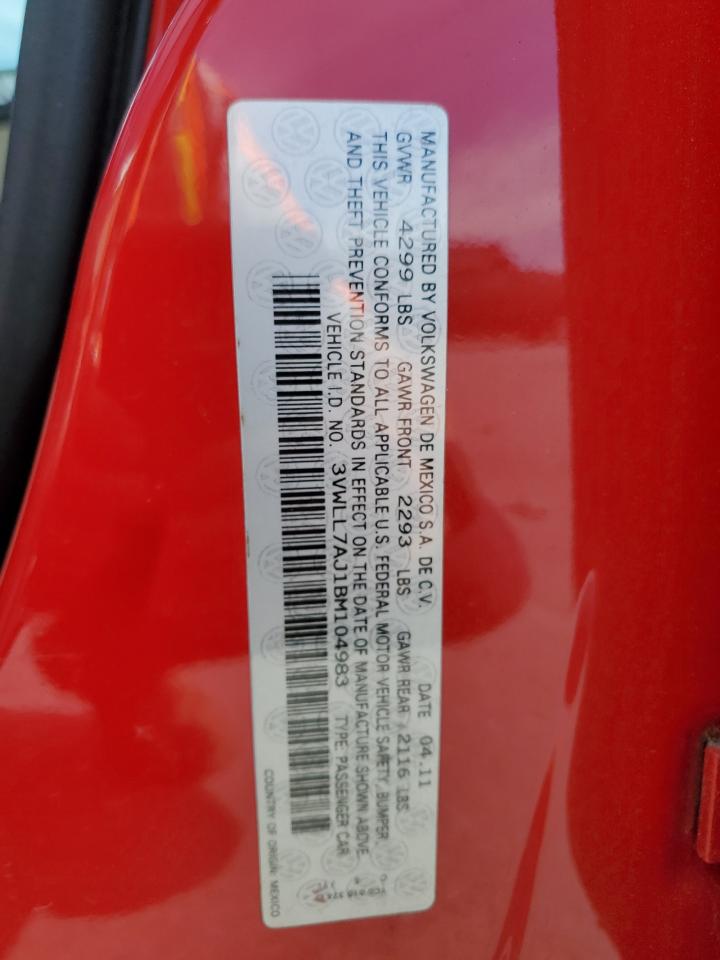 MANUFACTURED BY VOLKSWAGEN DE MEXICO S.A. DE C.V. DATE 04.11
GVWR 4299 LBS GAWR FRONT 2293 LBS GAWR REAR 2116 LBS
THIS VEHICLE CONFORMS TO ALL APPLICABLE U.S. FEDERAL MOTOR VEHICLE SAFETY, BUMPER
AND THEFT PREVENTION STANDARDS IN EFFECT ON THE DATE OF MANUFACTURE SHOWN ABOVE.
VEHICLE I.D. NO. 3VWLL7AJ1BM104983 TYPE: PASSENGER CAR
COUNTRY OF ORIGIN: MEXICO